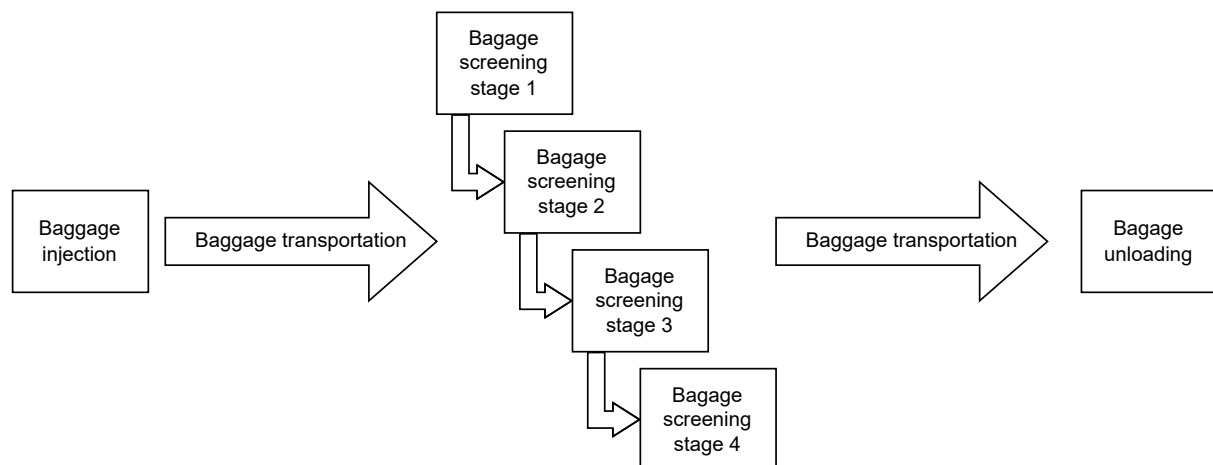 Baggage
injection
Baggage transportation
Bagage
screening
stage 1
Bagage
screening
stage 2
Bagage
screening
stage 3
Bagage
screening
stage 4
Baggage transportation
Bagage
unloading